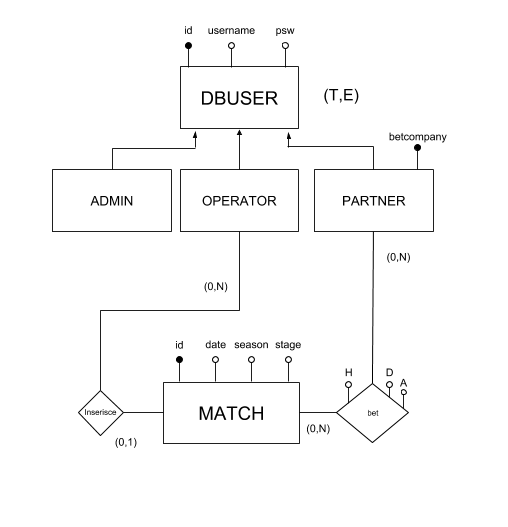 id username psw
DBUSER (T,E)
betcompany
ADMIN OPERATOR PARTNER
(0,N)
(0,N)
id date season stage
H D A
Inserisce MATCH bet
(0,1) (0,N)